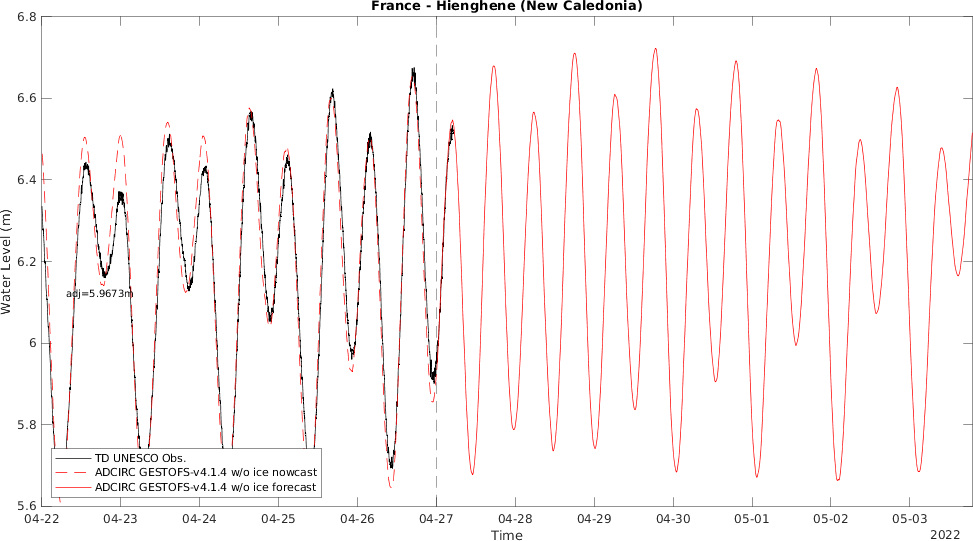 France - Hienghene (New Caledonia)
6.8
6.6
6.4
6.2
6
5.8
5.6
Water Level (m)
adj=5.9673m
TD UNESCO Obs.
ADCIRC GESTOFS-v4.1.4 w/o ice nowcast
ADCIRC GESTOFS-v4.1.4 w/o ice forecast
04-22 04-23 04-24 04-25 04-26 04-27 04-28 04-29 04-30 05-01 05-02 05-03
Time
2022